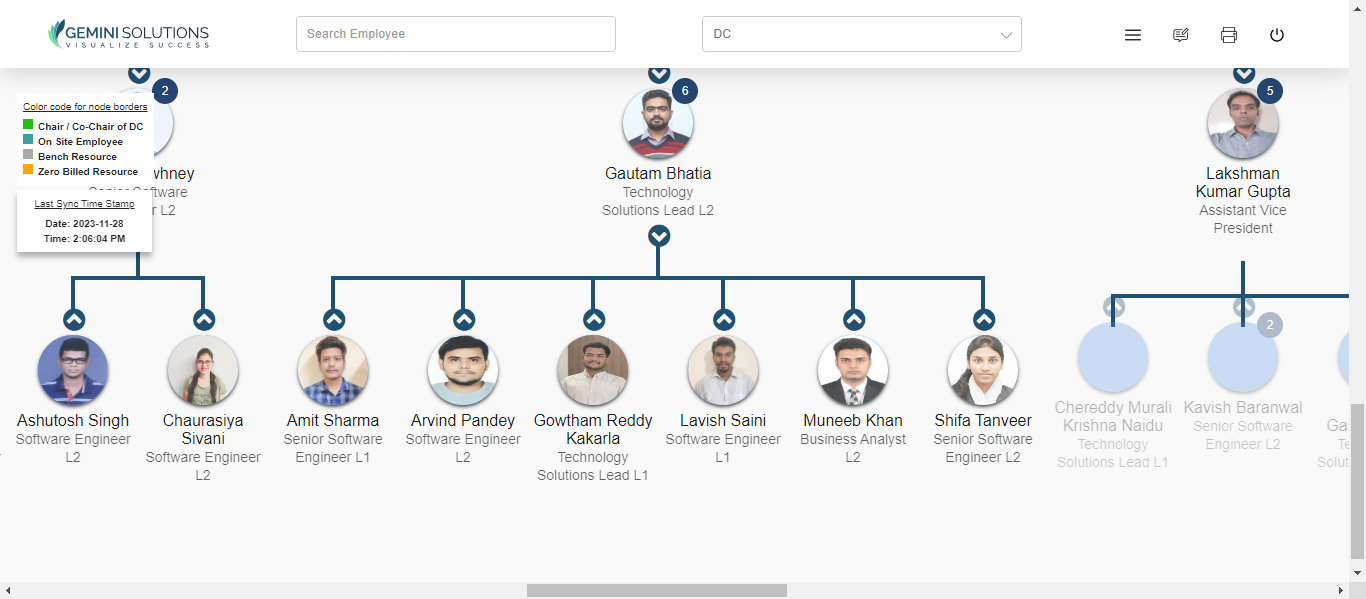 GEMINI SOLUTIONS
VISUALIZE SUCCESS
Search Employee
DC
2
6
5
Color code for node borders
Chair / Co-Chair of DC
On Site Employee
Bench Resource
Zero Billed Resource
Last Sync Time Stamp
Date: 2023-11-28
Time: 2:06:04 PM
whney
Senior Software
r L2
Gautam Bhatia
Technology
Solutions Lead L2
Lakshman
Kumar Gupta
Assistant Vice
President
2
Ashutosh Singh
Software Engineer
L2
Chaurasiya
Sivani
Software Engineer
L2
Amit Sharma
Senior Software
Engineer L1
Arvind Pandey
Software Engineer
L2
Gowtham Reddy
Kakarla
Technology
Solutions Lead L1
Lavish Saini
Software Engineer
L1
Muneeb Khan
Business Analyst
L2
Shifa Tanveer
Senior Software
Engineer L2
Chereddy Murali
Krishna Naidu
Technology
Solutions Lead L1
Kavish Baranwal
Senior Software
Engineer L2
Ga
Te
Solut